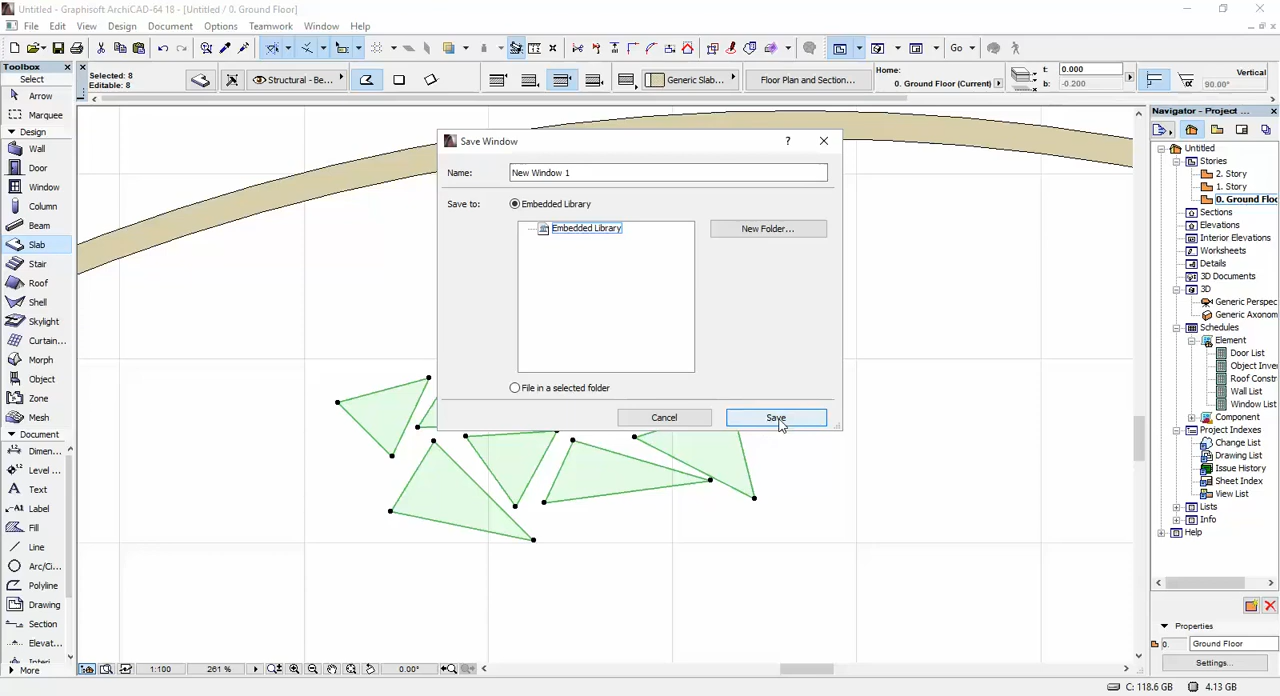 Untitled - Graphisoft ArchiCAD-64 18 - [Untitled / 0. Ground Floor]
File Edit View Design Document Options Teamwork Window Help
Go
Toolbox
Select
Arrow
Marquee
Design
Wall
Door
Window
Column
Beam
Slab
Stair
Roof
Shell
Skylight
Curtain...
Morph
Object
Zone
Mesh
Document
Dimen...
Level ...
Text
Label
Fill
Line
Arc/Ci...
Polyline
Drawing
Section
Elevat...
Interi
More
Selected: 8
Editable: 8
Structural - Be...
Generic Slab...
Floor Plan and Section...
Home:
0. Ground Floor (Current)
t: 0.000
b: -0.200
Vertical
90.00°
Save Window
?
Name: New Window 1
Save to: Embedded Library
Embedded Library
New Folder...
File in a selected folder
Cancel
Save
Navigator - Project ...
Untitled
Stories
2. Story
1. Story
0. Ground Floo
Sections
Elevations
Interior Elevations
Worksheets
Details
3D Documents
3D
Generic Perspec
Generic Axonom
Schedules
Element
Door List
Object Inve
Roof Constr
Wall List
Window List
Component
Project Indexes
Change List
Drawing List
Issue History
Sheet Index
View List
Lists
Info
Help
Properties
0. Ground Floor
Settings...
1:100
261 %
0.00°
C: 118.6 GB
4.13 GB